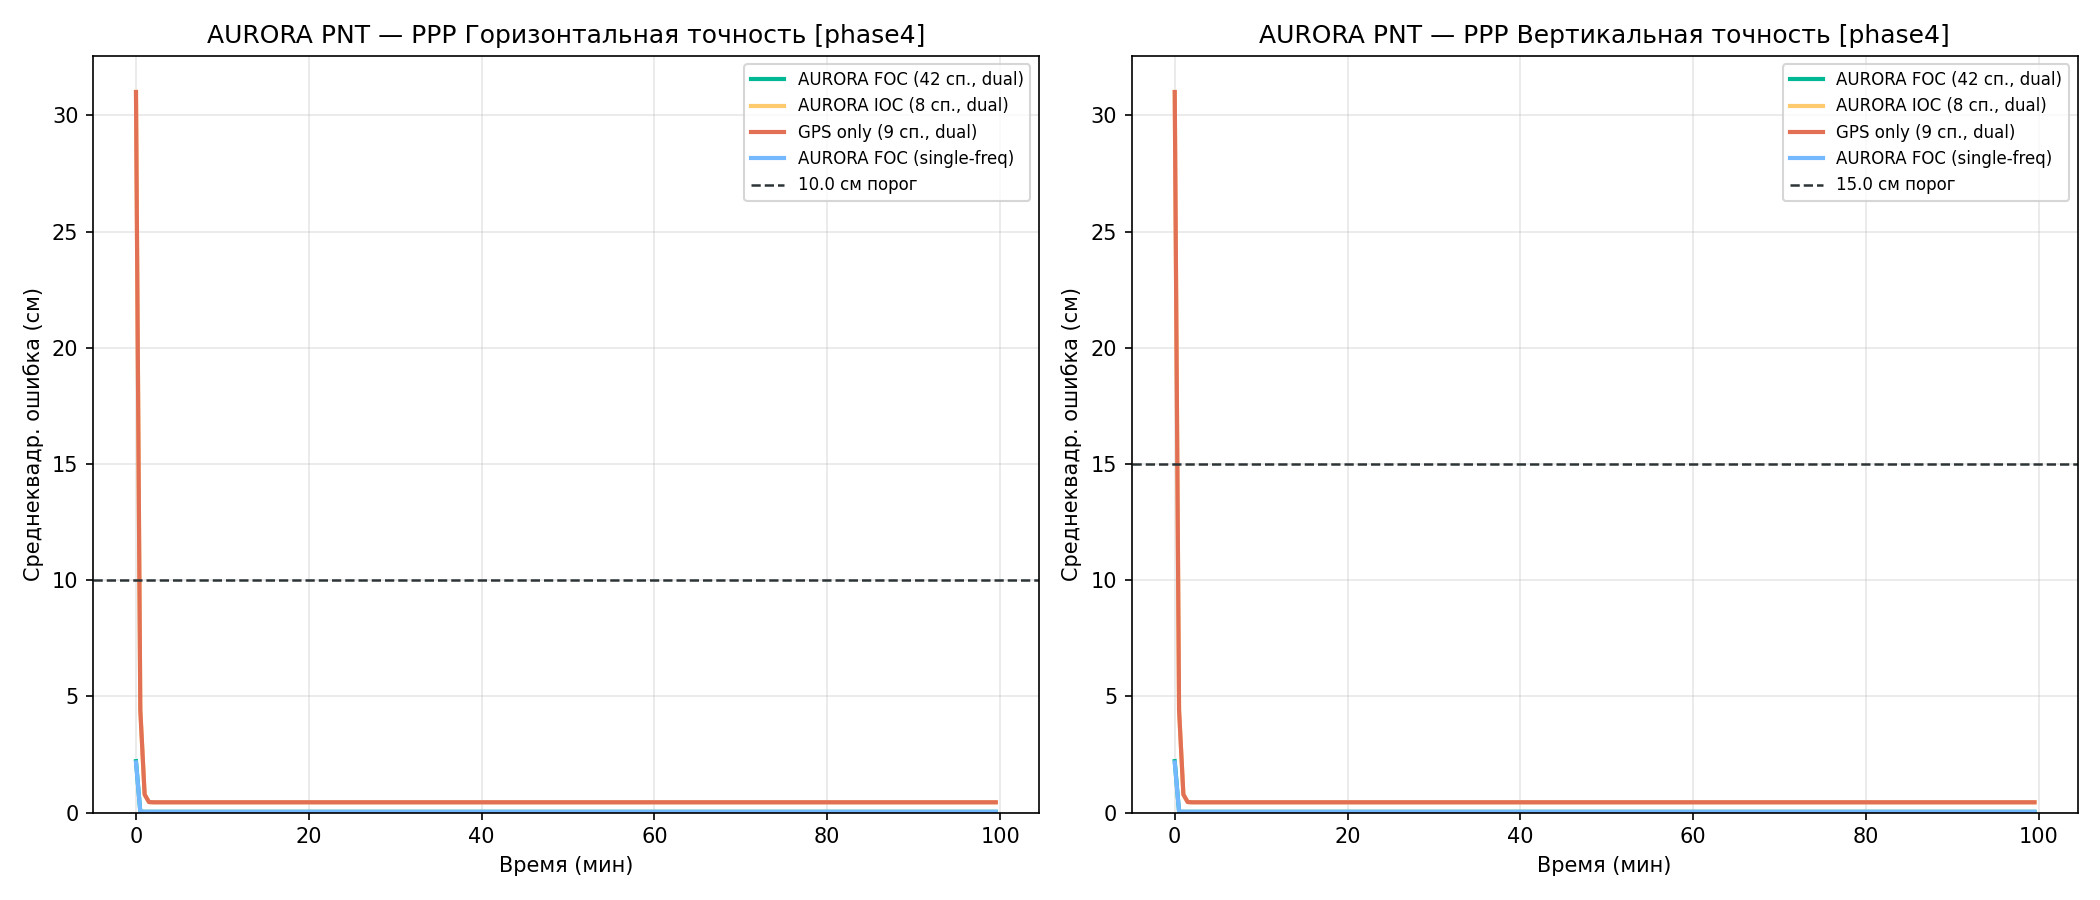 AURORA PNT — PPP Горизонтальная точность [phase4]
AURORA FOC (42 сп., dual)
AURORA IOC (8 сп., dual)
GPS only (9 сп., dual)
AURORA FOC (single-freq)
10.0 см порог
Среднеквадр. ошибка (см)
30
25
20
15
10
5
0
0 20 40 60 80 100
Время (мин)
AURORA PNT — PPP Вертикальная точность [phase4]
AURORA FOC (42 сп., dual)
AURORA IOC (8 сп., dual)
GPS only (9 сп., dual)
AURORA FOC (single-freq)
15.0 см порог
Среднеквадр. ошибка (см)
30
25
20
15
10
5
0
0 20 40 60 80 100
Время (мин)